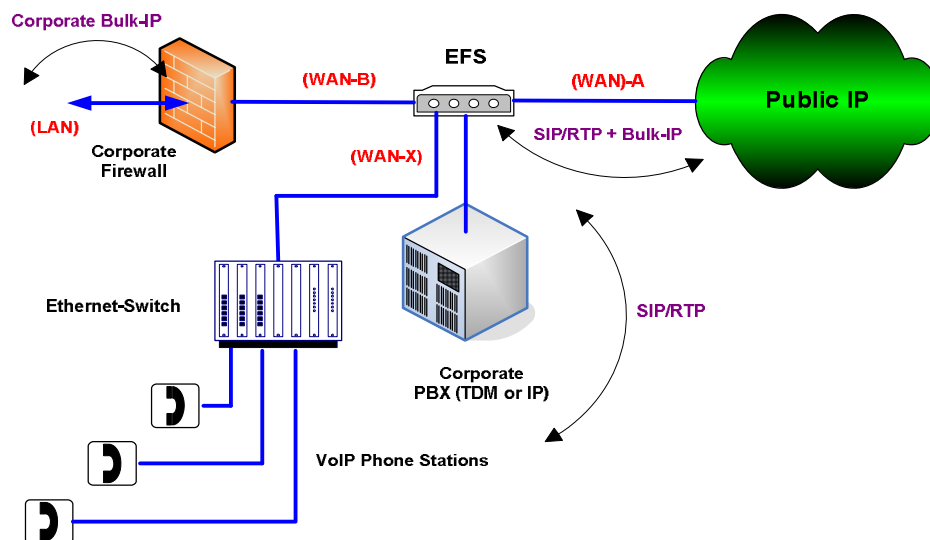 Corporate Bulk-IP
EFS
(WAN-B)
(WAN)-A
Public IP
(LAN)
SIP/RTP + Bulk-IP
Corporate
Firewall
(WAN-X)
Ethernet-Switch
SIP/RTP
Corporate
PBX (TDM or IP)
VoIP Phone Stations